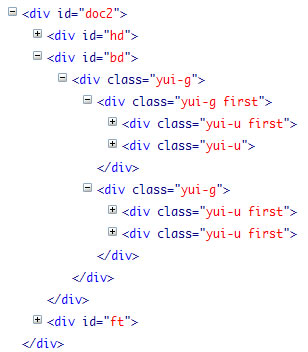 <div id="doc2">
<div id="hd">
<div id="bd">
<div class="yui-g">
<div class="yui-g first">
<div class="yui-u first">
<div class="yui-u">
</div>
<div class="yui-g">
<div class="yui-u first">
<div class="yui-u first">
</div>
</div>
</div>
<div id="ft">
</div>